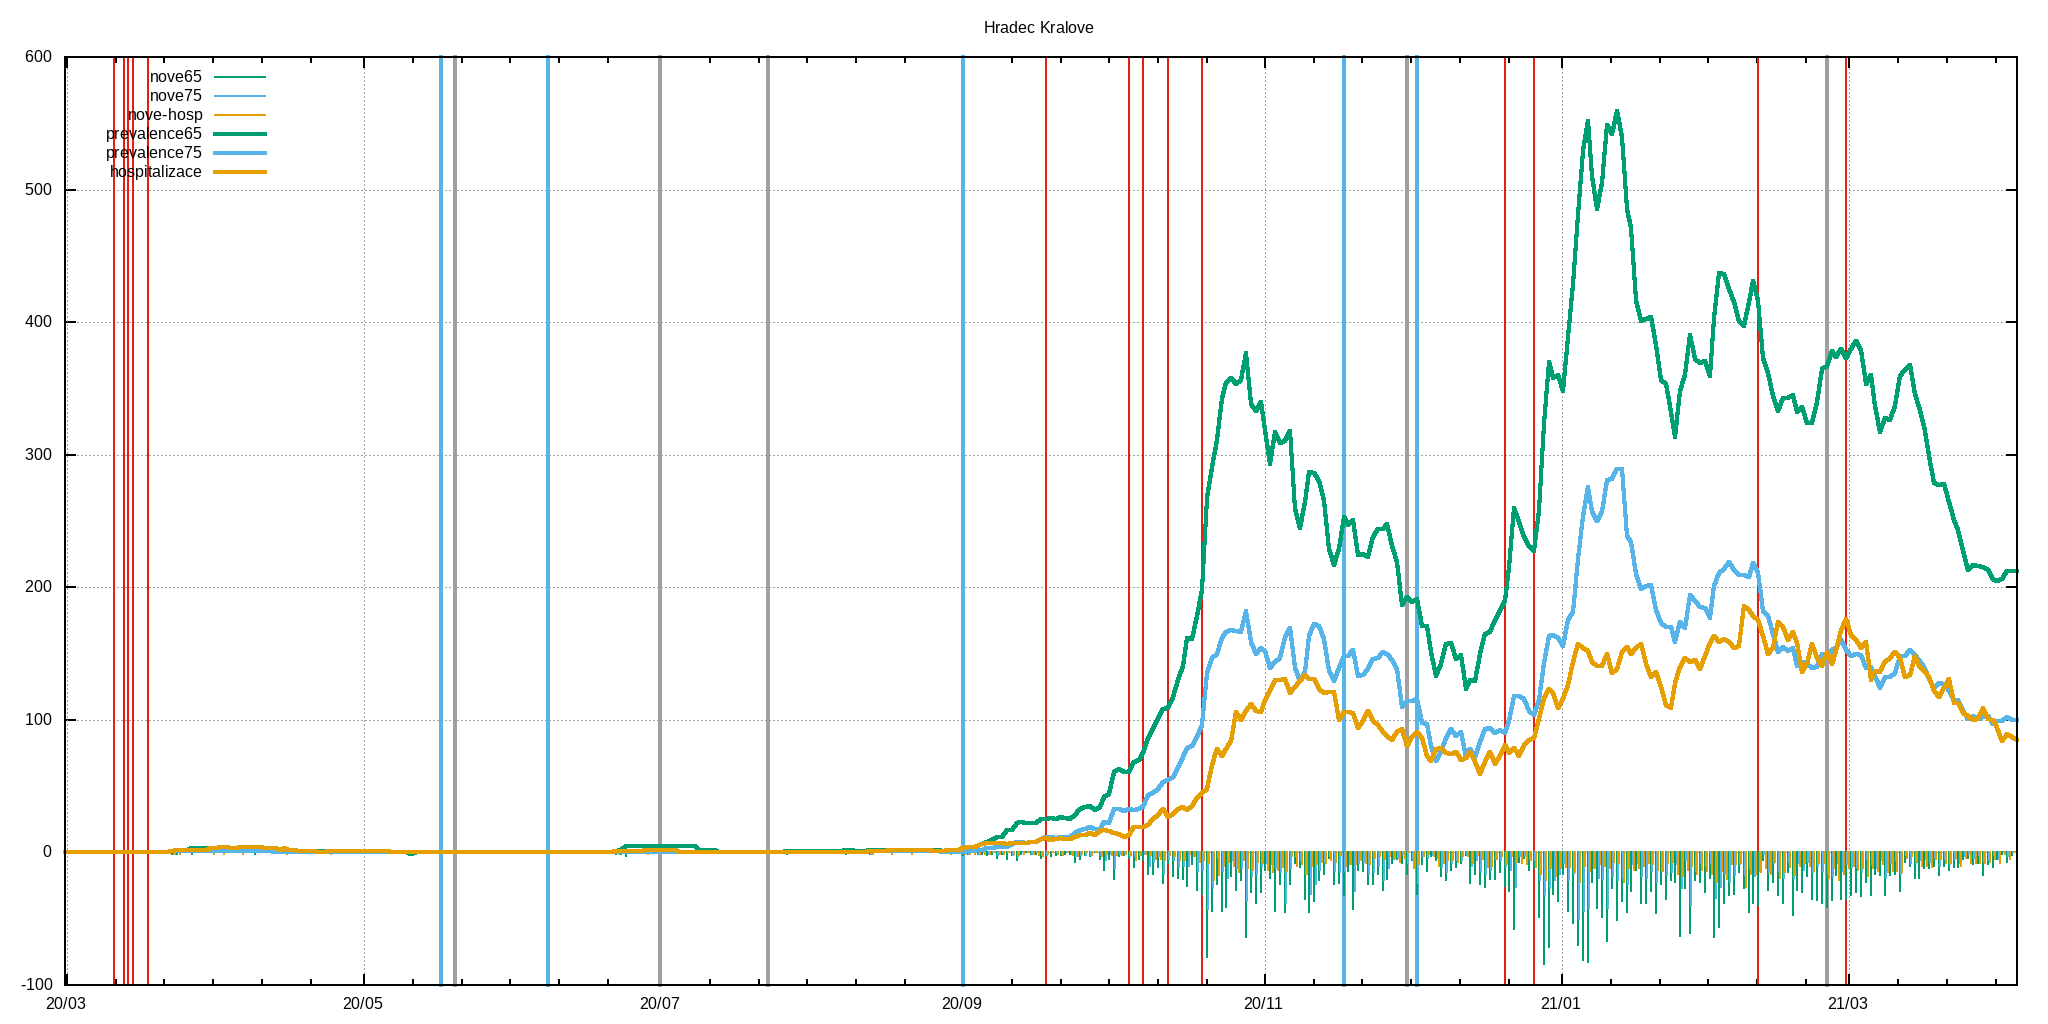 Hradec Kralove
600
500
400
300
200
100
0
-100
nove65
nove75
nove-hosp
prevalence65
prevalence75
hospitalizace
20/03
20/05
20/07
20/09
20/11
21/01
21/03